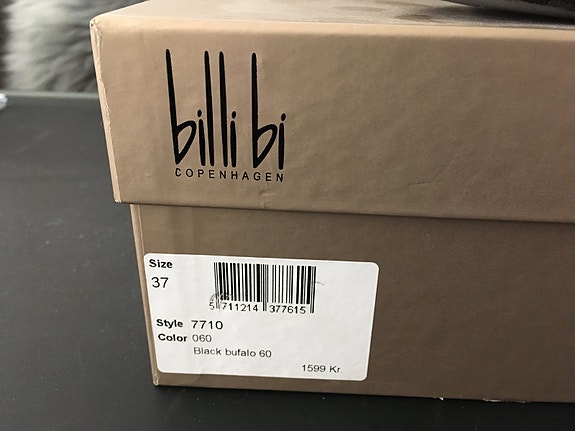 billi bi
COPENHAGEN
Size
37
5 711214 377615
Style 7710
Color 060
Black bufalo 60
1599 Kr.